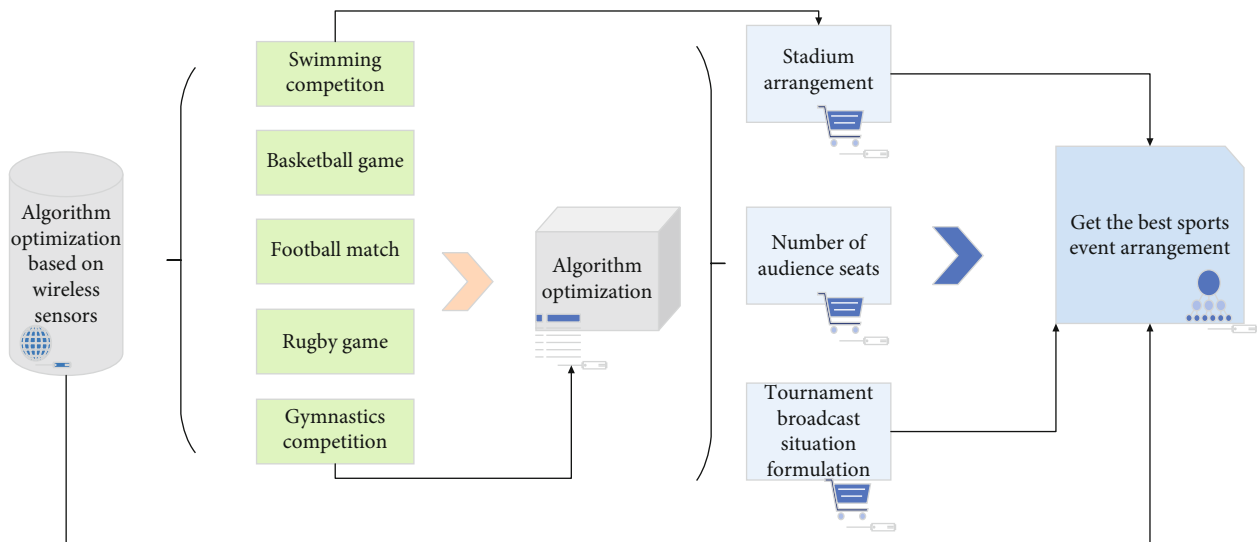 Algorithm
optimization
based on
wireless
sensors
Swimming
competiton
Basketball game
Football match
Rugby game
Gymnastics
competition
Algorithm
optimization
Stadium
arrangement
Number of
audience seats
Tournament
broadcast
situation
formulation
Get the best sports
event arrangement